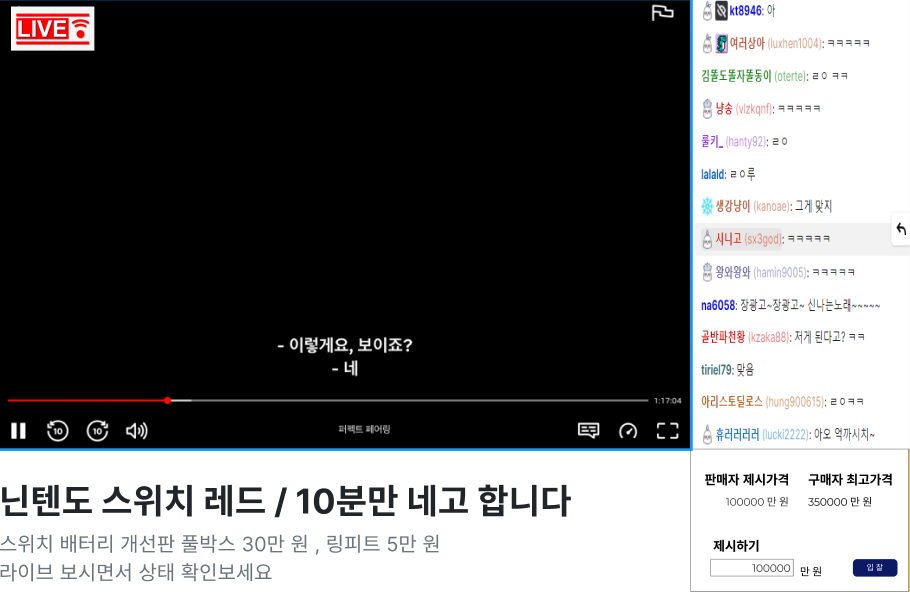 LIVE
- 이렇게요, 보이죠?
- 네
1:17:04
10
10
퍼펙트 페어링
kt8946: 아
여러상아 (luxhen1004): ㅋㅋㅋㅋㅋ
김똘도똘자똘둥이 (oterte): ㄹㅇ ㅋㅋ
냥송 (vlzkqnf): ㅋㅋㅋㅋㅋ
룰키_ (hanty92): ㄹㅇ
lalald: ㄹㅇ루
생강냥이 (kanoae): 그게 맞지
시니고 (sx3god): ㅋㅋㅋㅋㅋ
왕와왕와 (hamin9005): ㅋㅋㅋㅋㅋ
na6058: 장광고~장광고~ 신나는노래~~~~~
골반파천황 (kzaka88): 저게 된다고? ㅋㅋ
tiriel79: 맞음
아리스토딜로스 (hung900615): ㄹㅇㅋㅋ
휴러러러러 (lucki2222): 아오 억까시치~
닌텐도 스위치 레드 / 10분만 네고 합니다
스위치 배터리 개선판 풀박스 30만 원 , 링피트 5만 원
라이브 보시면서 상태 확인보세요
판매자 제시가격 구매자 최고가격
100000 만 원 350000 만 원
제시하기
100000 만 원 입 찰